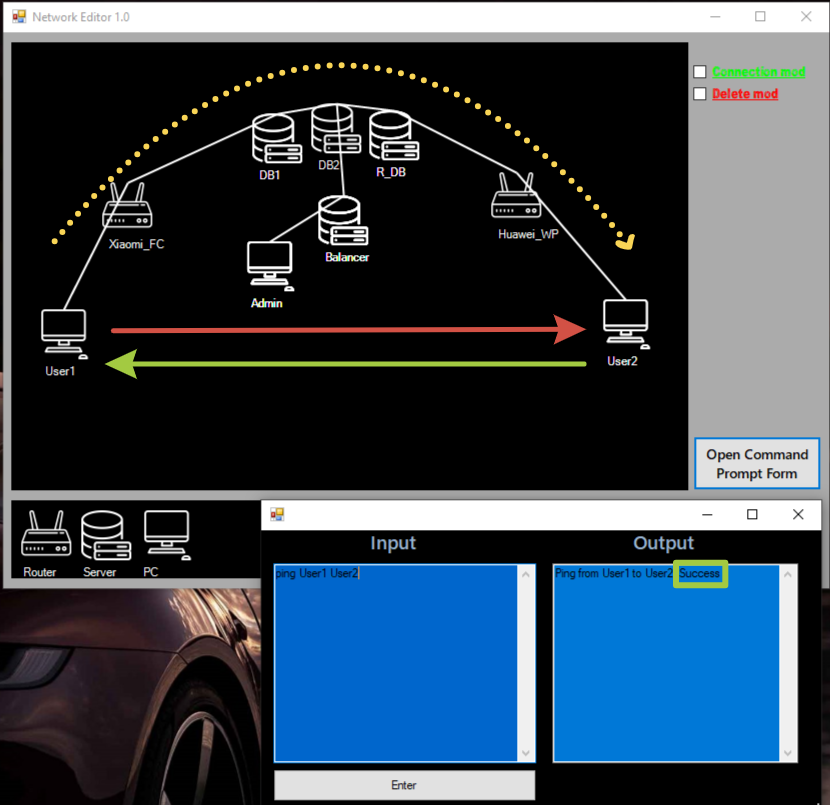 Network Editor 1.0
Connection mod
Delete mod
DB1
DB2
R_DB
Xiaomi_FC
Huawei_WP
Balancer
Admin
User1
User2
Open Command
Prompt Form
Router
Server
PC
Input
Output
ping User1 User2
Ping from User1 to User2 Success
Enter